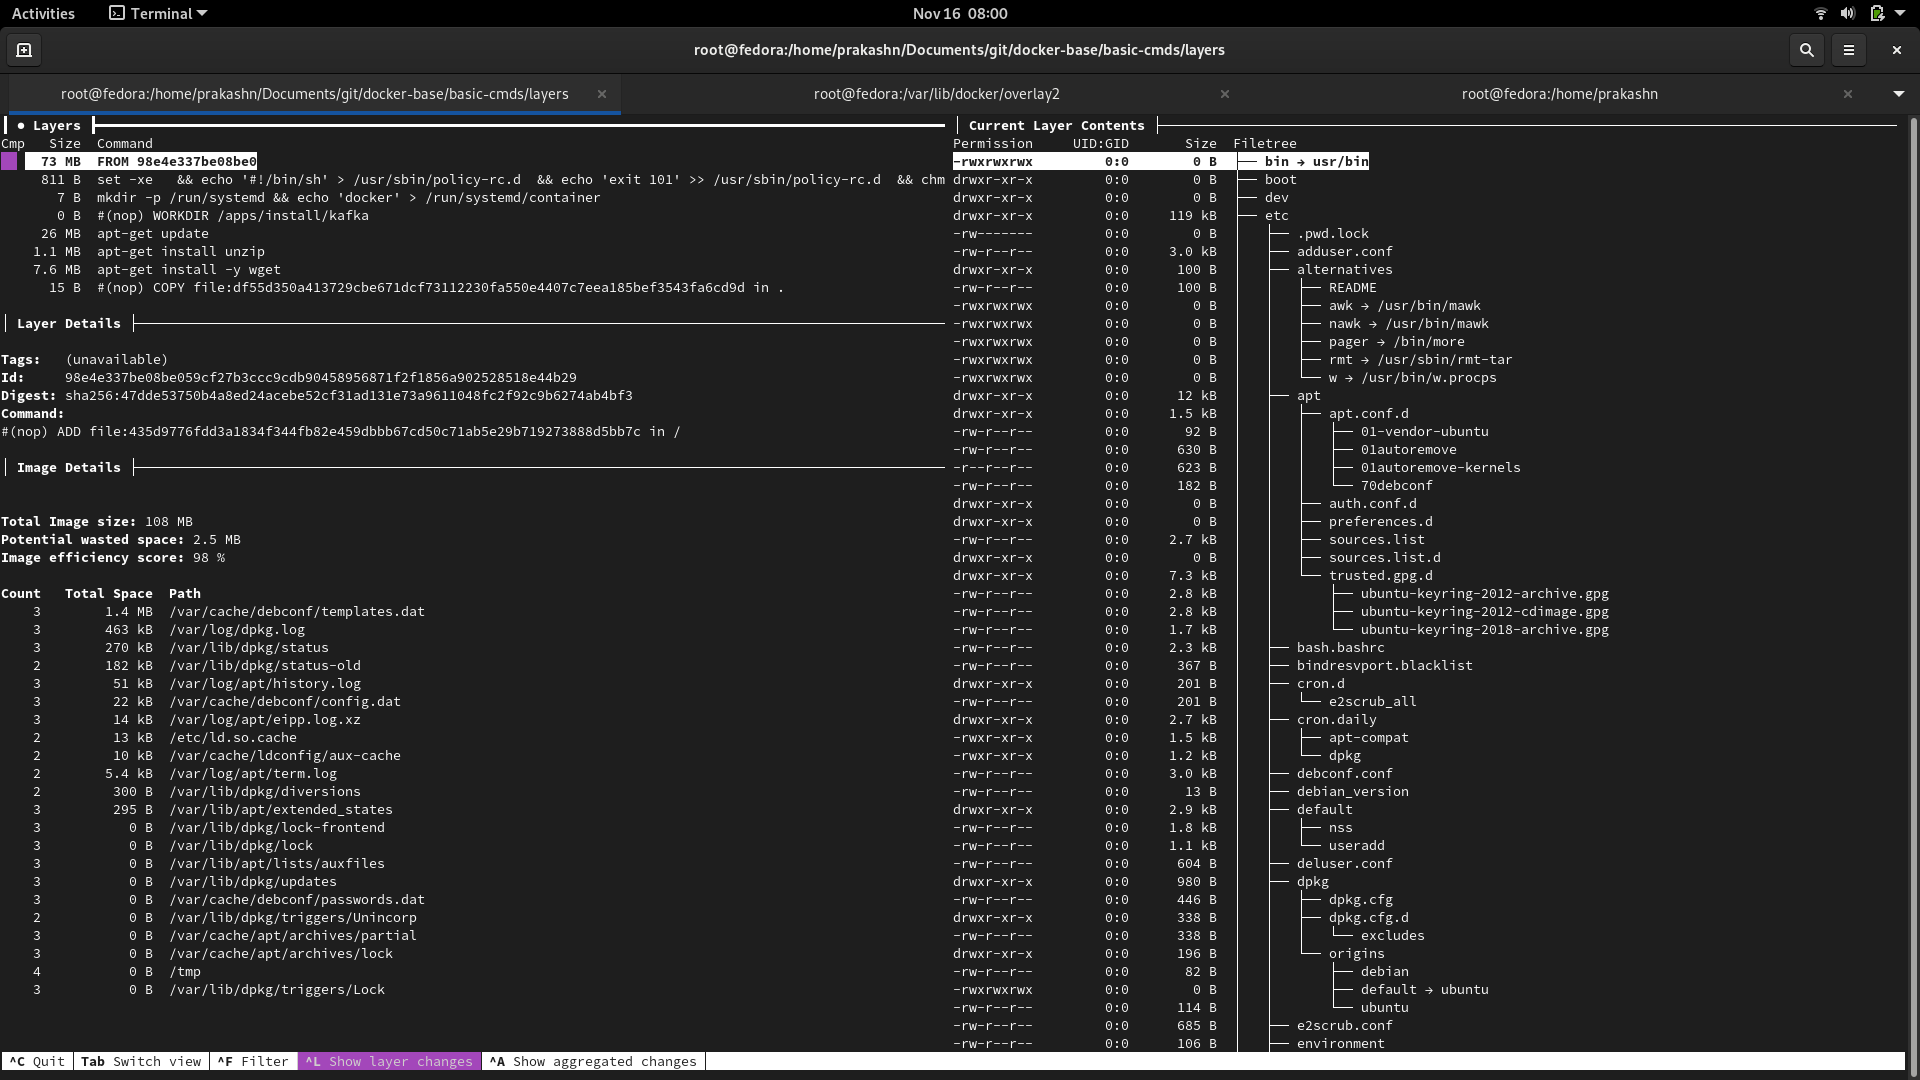 Activities Terminal Nov 16 08:00
root@fedora:/home/prakashn/Documents/git/docker-base/basic-cmds/layers
root@fedora:/home/prakashn/Documents/git/docker-base/basic-cmds/layers × root@fedora:/var/lib/docker/overlay2 × root@fedora:/home/prakashn ×
│ ● Layers
Cmp Size Command
73 MB FROM 98e4e337be08be0
811 B set -xe && echo '#!/bin/sh' > /usr/sbin/policy-rc.d && echo 'exit 101' >> /usr/sbin/policy-rc.d && chm
7 B mkdir -p /run/systemd && echo 'docker' > /run/systemd/container
0 B #(nop) WORKDIR /apps/install/kafka
26 MB apt-get update
1.1 MB apt-get install unzip
7.6 MB apt-get install -y wget
15 B #(nop) COPY file:df55d350a413729cbe671dcf73112230fa550e4407c7eea185bef3543fa6cd9d in .
│ Layer Details
Tags: (unavailable)
Id: 98e4e337be08be059cf27b3ccc9cdb90458956871f2f1856a902528518e44b29
Digest: sha256:47dde53750b4a8ed24acebe52cf31ad131e73a9611048fc2f92c9b6274ab4bf3
Command:
#(nop) ADD file:435d9776fdd3a1834f344fb82e459dbbb67cd50c71ab5e29b719273888d5bb7c in /
│ Image Details
Total Image size: 108 MB
Potential wasted space: 2.5 MB
Image efficiency score: 98 %
Count Total Space Path
3 1.4 MB /var/cache/debconf/templates.dat
3 463 kB /var/log/dpkg.log
3 270 kB /var/lib/dpkg/status
2 182 kB /var/lib/dpkg/status-old
3 51 kB /var/log/apt/history.log
3 22 kB /var/cache/debconf/config.dat
3 14 kB /var/log/apt/eipp.log.xz
2 13 kB /etc/ld.so.cache
2 10 kB /var/cache/ldconfig/aux-cache
2 5.4 kB /var/log/apt/term.log
2 300 B /var/lib/dpkg/diversions
3 295 B /var/lib/apt/extended_states
3 0 B /var/lib/dpkg/lock-frontend
3 0 B /var/lib/dpkg/lock
3 0 B /var/lib/apt/lists/auxfiles
3 0 B /var/lib/dpkg/updates
3 0 B /var/cache/debconf/passwords.dat
2 0 B /var/lib/dpkg/triggers/Unincorp
3 0 B /var/cache/apt/archives/partial
3 0 B /var/cache/apt/archives/lock
4 0 B /tmp
3 0 B /var/lib/dpkg/triggers/Lock
│ Current Layer Contents
Permission UID:GID Size Filetree
-rwxrwxrwx 0:0 0 B ├── bin → usr/bin
drwxr-xr-x 0:0 0 B ├── boot
drwxr-xr-x 0:0 0 B ├── dev
drwxr-xr-x 0:0 119 kB ├── etc
-rw------- 0:0 0 B │ ├── .pwd.lock
-rw-r--r-- 0:0 3.0 kB │ ├── adduser.conf
drwxr-xr-x 0:0 100 B │ ├── alternatives
-rw-r--r-- 0:0 100 B │ │ ├── README
-rwxrwxrwx 0:0 0 B │ │ ├── awk → /usr/bin/mawk
-rwxrwxrwx 0:0 0 B │ │ ├── nawk → /usr/bin/mawk
-rwxrwxrwx 0:0 0 B │ │ ├── pager → /bin/more
-rwxrwxrwx 0:0 0 B │ │ ├── rmt → /usr/sbin/rmt-tar
-rwxrwxrwx 0:0 0 B │ │ └── w → /usr/bin/w.procps
drwxr-xr-x 0:0 12 kB │ ├── apt
drwxr-xr-x 0:0 1.5 kB │ │ ├── apt.conf.d
-rw-r--r-- 0:0 92 B │ │ │ ├── 01-vendor-ubuntu
-rw-r--r-- 0:0 630 B │ │ │ ├── 01autoremove
-r--r--r-- 0:0 623 B │ │ │ ├── 01autoremove-kernels
-rw-r--r-- 0:0 182 B │ │ │ └── 70debconf
drwxr-xr-x 0:0 0 B │ │ ├── auth.conf.d
drwxr-xr-x 0:0 0 B │ │ ├── preferences.d
-rw-r--r-- 0:0 2.7 kB │ │ ├── sources.list
drwxr-xr-x 0:0 0 B │ │ ├── sources.list.d
drwxr-xr-x 0:0 7.3 kB │ │ └── trusted.gpg.d
-rw-r--r-- 0:0 2.8 kB │ │ ├── ubuntu-keyring-2012-archive.gpg
-rw-r--r-- 0:0 2.8 kB │ │ ├── ubuntu-keyring-2012-cdimage.gpg
-rw-r--r-- 0:0 1.7 kB │ │ └── ubuntu-keyring-2018-archive.gpg
-rw-r--r-- 0:0 2.3 kB │ ├── bash.bashrc
-rw-r--r-- 0:0 367 B │ ├── bindresvport.blacklist
drwxr-xr-x 0:0 201 B │ ├── cron.d
-rw-r--r-- 0:0 201 B │ │ └── e2scrub_all
drwxr-xr-x 0:0 2.7 kB │ ├── cron.daily
-rwxr-xr-x 0:0 1.5 kB │ │ ├── apt-compat
-rwxr-xr-x 0:0 1.2 kB │ │ └── dpkg
-rw-r--r-- 0:0 3.0 kB │ ├── debconf.conf
-rw-r--r-- 0:0 13 B │ ├── debian_version
drwxr-xr-x 0:0 2.9 kB │ ├── default
-rw-r--r-- 0:0 1.8 kB │ │ ├── nss
-rw-r--r-- 0:0 1.1 kB │ │ └── useradd
-rw-r--r-- 0:0 604 B │ ├── deluser.conf
drwxr-xr-x 0:0 980 B │ ├── dpkg
-rw-r--r-- 0:0 446 B │ │ ├── dpkg.cfg
drwxr-xr-x 0:0 338 B │ │ ├── dpkg.cfg.d
-rw-r--r-- 0:0 338 B │ │ │ └── excludes
drwxr-xr-x 0:0 196 B │ │ └── origins
-rw-r--r-- 0:0 82 B │ │ ├── debian
-rwxrwxrwx 0:0 0 B │ │ ├── default → ubuntu
-rw-r--r-- 0:0 114 B │ │ └── ubuntu
-rw-r--r-- 0:0 685 B │ ├── e2scrub.conf
-rw-r--r-- 0:0 106 B │ ├── environment
^C Quit Tab Switch view ^F Filter ^L Show layer changes ^A Show aggregated changes